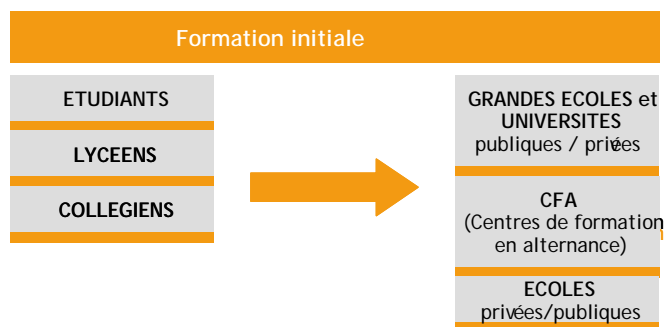 Formation initiale
ETUDIANTS
LYCEENS
COLLEGIENS
GRANDES ECOLES et
UNIVERSITES
publiques / privées
CFA
(Centres de formation
en alternance)
ECOLES
privées/publiques